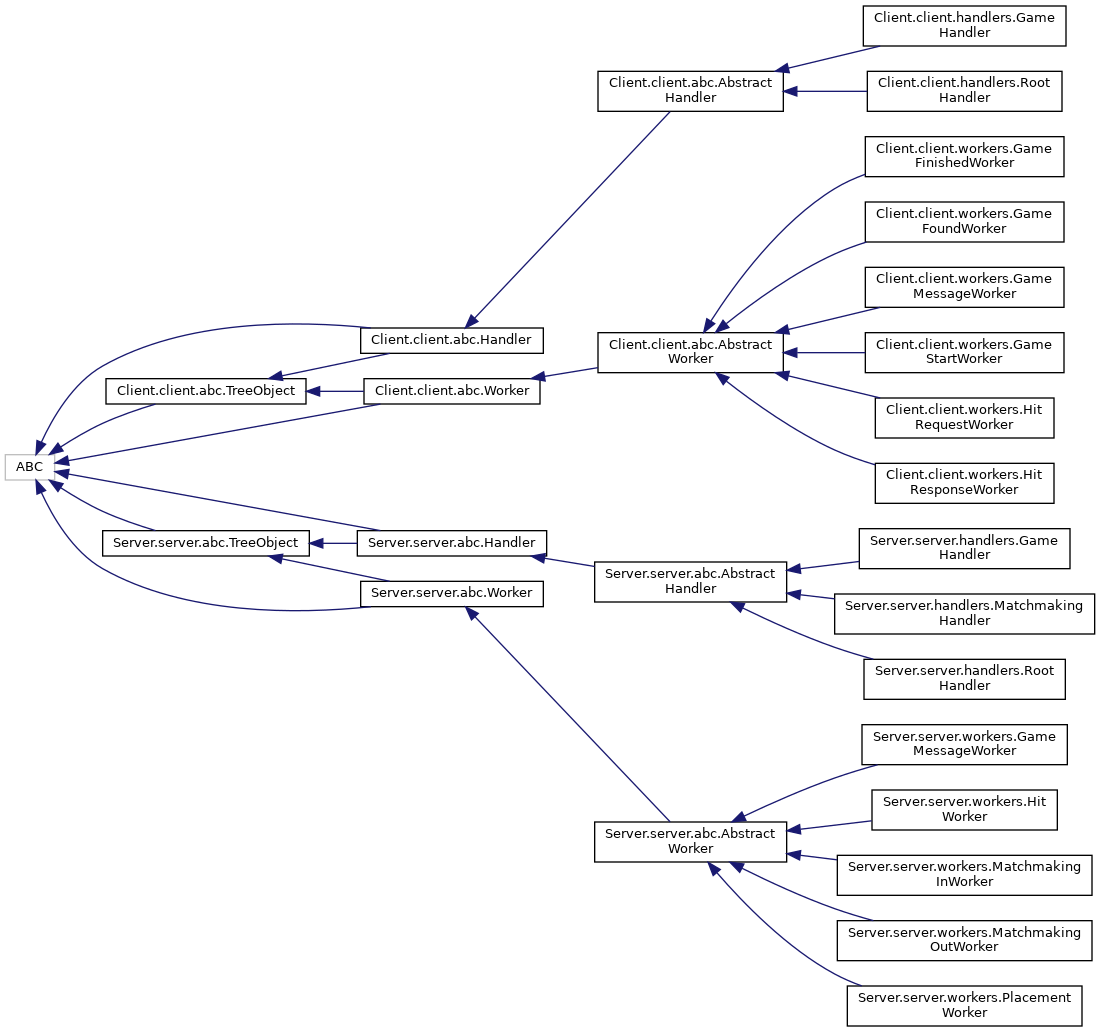 Client.client.handlers.Game
Handler
Client.client.abc.Abstract
Handler
Client.client.handlers.Root
Handler
Client.client.workers.Game
FinishedWorker
Client.client.workers.Game
FoundWorker
Client.client.workers.Game
MessageWorker
Client.client.abc.Handler
Client.client.abc.Abstract
Worker
Client.client.workers.Game
StartWorker
Client.client.abc.TreeObject
Client.client.abc.Worker
Client.client.workers.Hit
RequestWorker
ABC
Client.client.workers.Hit
ResponseWorker
Server.server.abc.TreeObject
Server.server.abc.Handler
Server.server.handlers.Game
Handler
Server.server.abc.Abstract
Handler
Server.server.abc.Worker
Server.server.handlers.Matchmaking
Handler
Server.server.handlers.Root
Handler
Server.server.workers.Game
MessageWorker
Server.server.workers.Hit
Worker
Server.server.abc.Abstract
Worker
Server.server.workers.Matchmaking
InWorker
Server.server.workers.Matchmaking
OutWorker
Server.server.workers.Placement
Worker